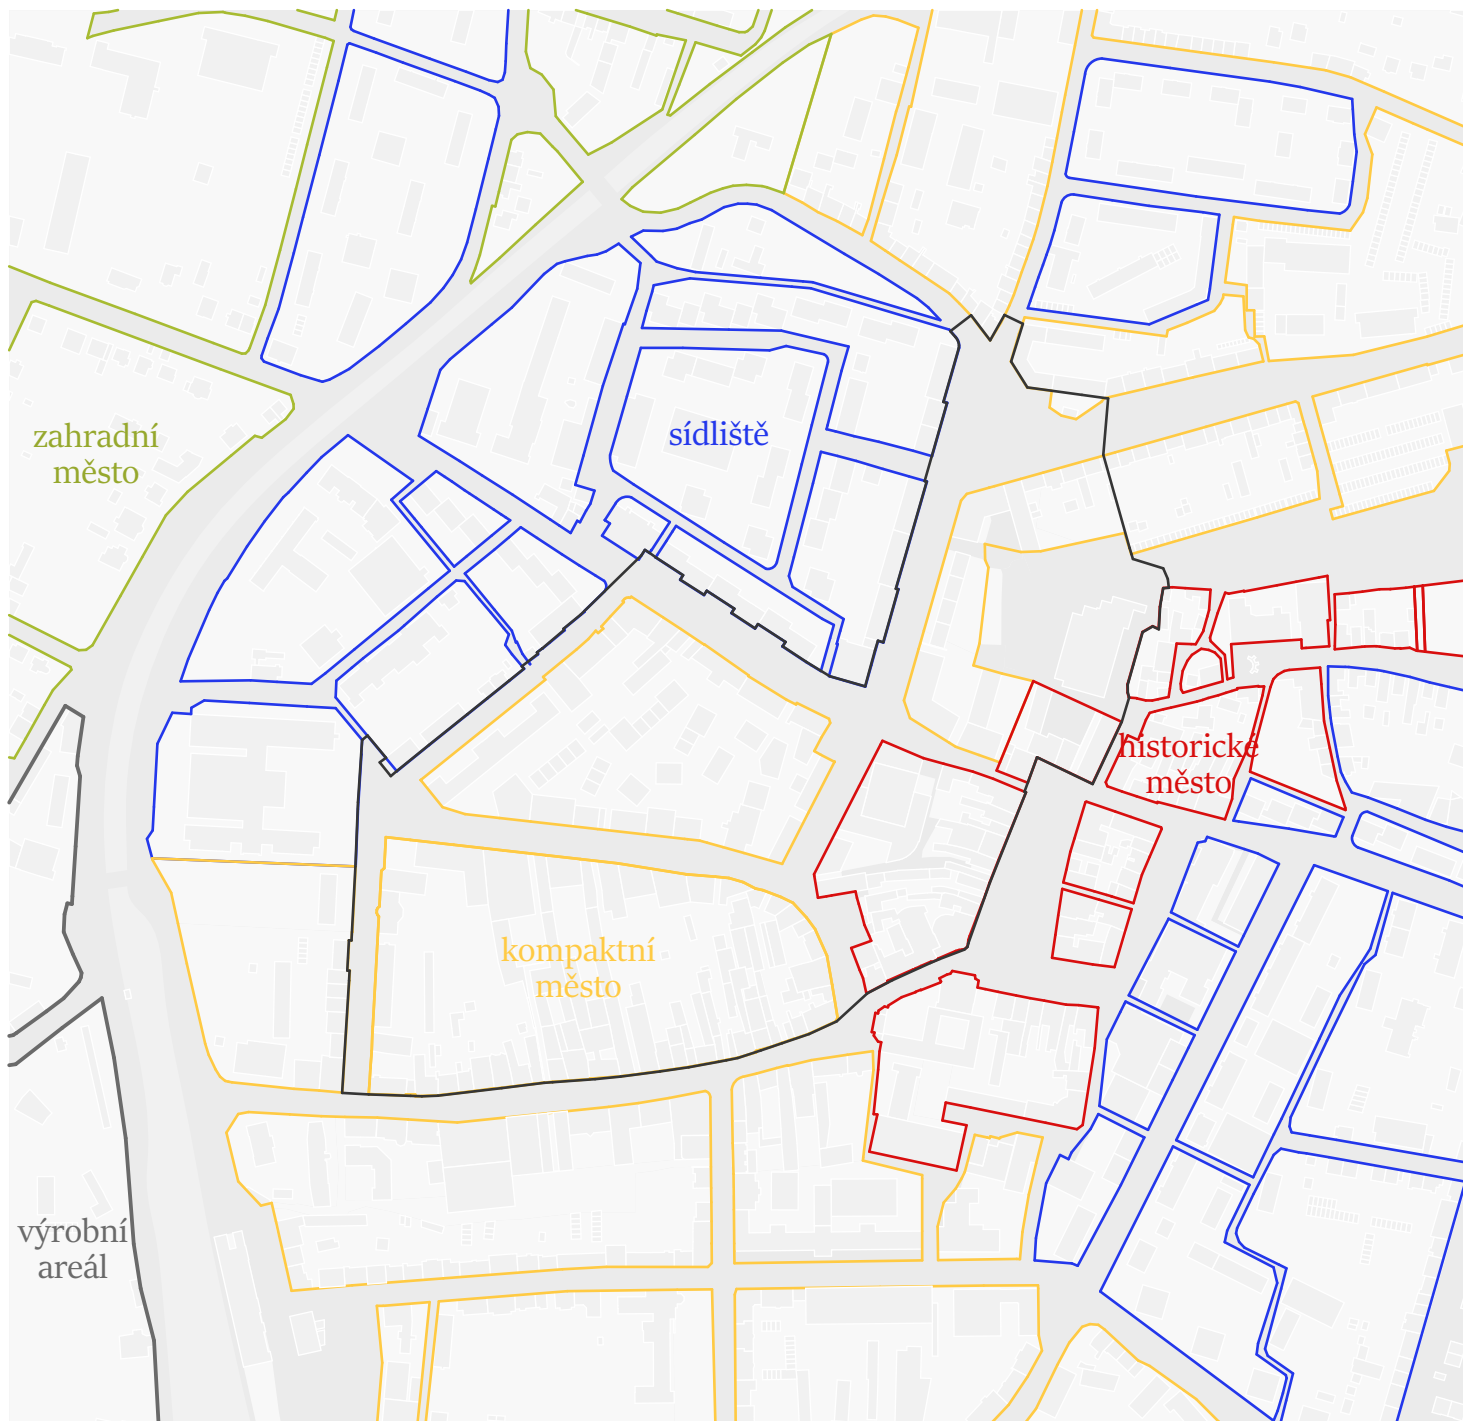 zahradní
město
sídliště
historické
město
kompaktní
město
výrobní
areál